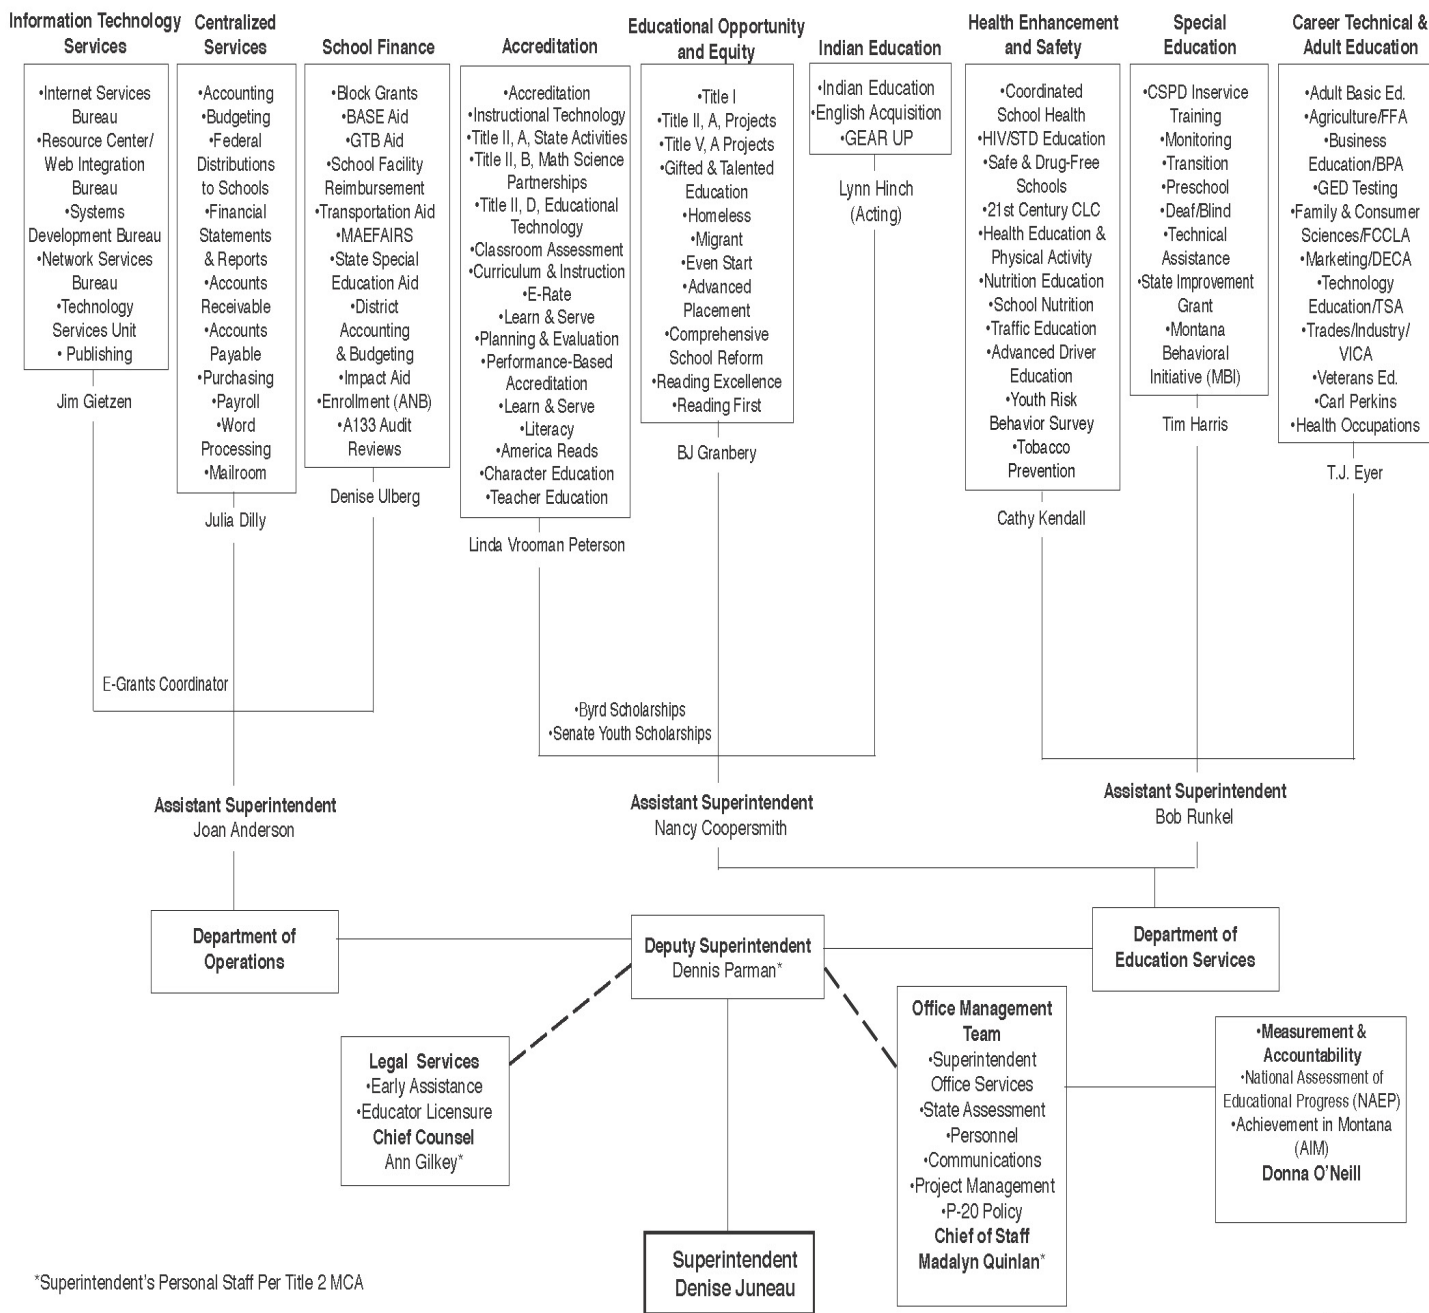 Information Technology
Services
•Internet Services
Bureau
•Resource Center/
Web Integration
Bureau
•Systems
Development Bureau
•Network Services
Bureau
•Technology
Services Unit
• Publishing
Jim Gietzen
Centralized
Services
•Accounting
•Budgeting
•Federal
Distributions
to Schools
•Financial
Statements
& Reports
•Accounts
Receivable
•Accounts
Payable
•Purchasing
•Payroll
•Word
Processing
•Mailroom
Julia Dilly
School Finance
•Block Grants
•BASE Aid
•GTB Aid
•School Facility
Reimbursement
•Transportation Aid
•MAEFAIRS
•State Special
Education Aid
•District
Accounting
& Budgeting
•Impact Aid
•Enrollment (ANB)
•A133 Audit
Reviews
Denise Ulberg
Accreditation
•Accreditation
•Instructional Technology
•Title II, A, State Activities
•Title II, B, Math Science
Partnerships
•Title II, D, Educational
Technology
•Classroom Assessment
•Curriculum & Instruction
•E-Rate
•Learn & Serve
•Planning & Evaluation
•Performance-Based
Accreditation
•Learn & Serve
•Literacy
•America Reads
•Character Education
•Teacher Education
Linda Vrooman Peterson
Educational Opportunity
and Equity
•Title I
•Title II, A, Projects
•Title V, A Projects
•Gifted & Talented
Education
•Homeless
•Migrant
•Even Start
•Advanced
Placement
•Comprehensive
School Reform
•Reading Excellence
•Reading First
BJ Granbery
Indian Education
•Indian Education
•English Acquisition
•GEAR UP
Lynn Hinch
(Acting)
Health Enhancement
and Safety
•Coordinated
School Health
•HIV/STD Education
•Safe & Drug-Free
Schools
•21st Century CLC
•Health Education &
Physical Activity
•Nutrition Education
•School Nutrition
•Traffic Education
•Advanced Driver
Education
•Youth Risk
Behavior Survey
•Tobacco
Prevention
Cathy Kendall
Special
Education
•CSPD Inservice
Training
•Monitoring
•Transition
•Preschool
•Deaf/Blind
•Technical
Assistance
•State Improvement
Grant
•Montana
Behavioral
Initiative (MBI)
Tim Harris
Career Technical &
Adult Education
•Adult Basic Ed.
•Agriculture/FFA
•Business
Education/BPA
•GED Testing
•Family & Consumer
Sciences/FCCLA
•Marketing/DECA
•Technology
Education/TSA
•Trades/Industry/
VICA
•Veterans Ed.
•Carl Perkins
•Health Occupations
T.J. Eyer
E-Grants Coordinator
•Byrd Scholarships
•Senate Youth Scholarships
Assistant Superintendent
Joan Anderson
Assistant Superintendent
Nancy Coopersmith
Assistant Superintendent
Bob Runkel
Department of
Operations
Deputy Superintendent
Dennis Parman*
Department of
Education Services
Legal Services
•Early Assistance
•Educator Licensure
Chief Counsel
Ann Gilkey*
Office Management
Team
•Superintendent
Office Services
•State Assessment
•Personnel
•Communications
•Project Management
•P-20 Policy
Chief of Staff
Madalyn Quinlan*
•Measurement &
Accountability
•National Assessment of
Educational Progress (NAEP)
•Achievement in Montana
(AIM)
Donna O'Neill
Superintendent
Denise Juneau
*Superintendent's Personal Staff Per Title 2 MCA